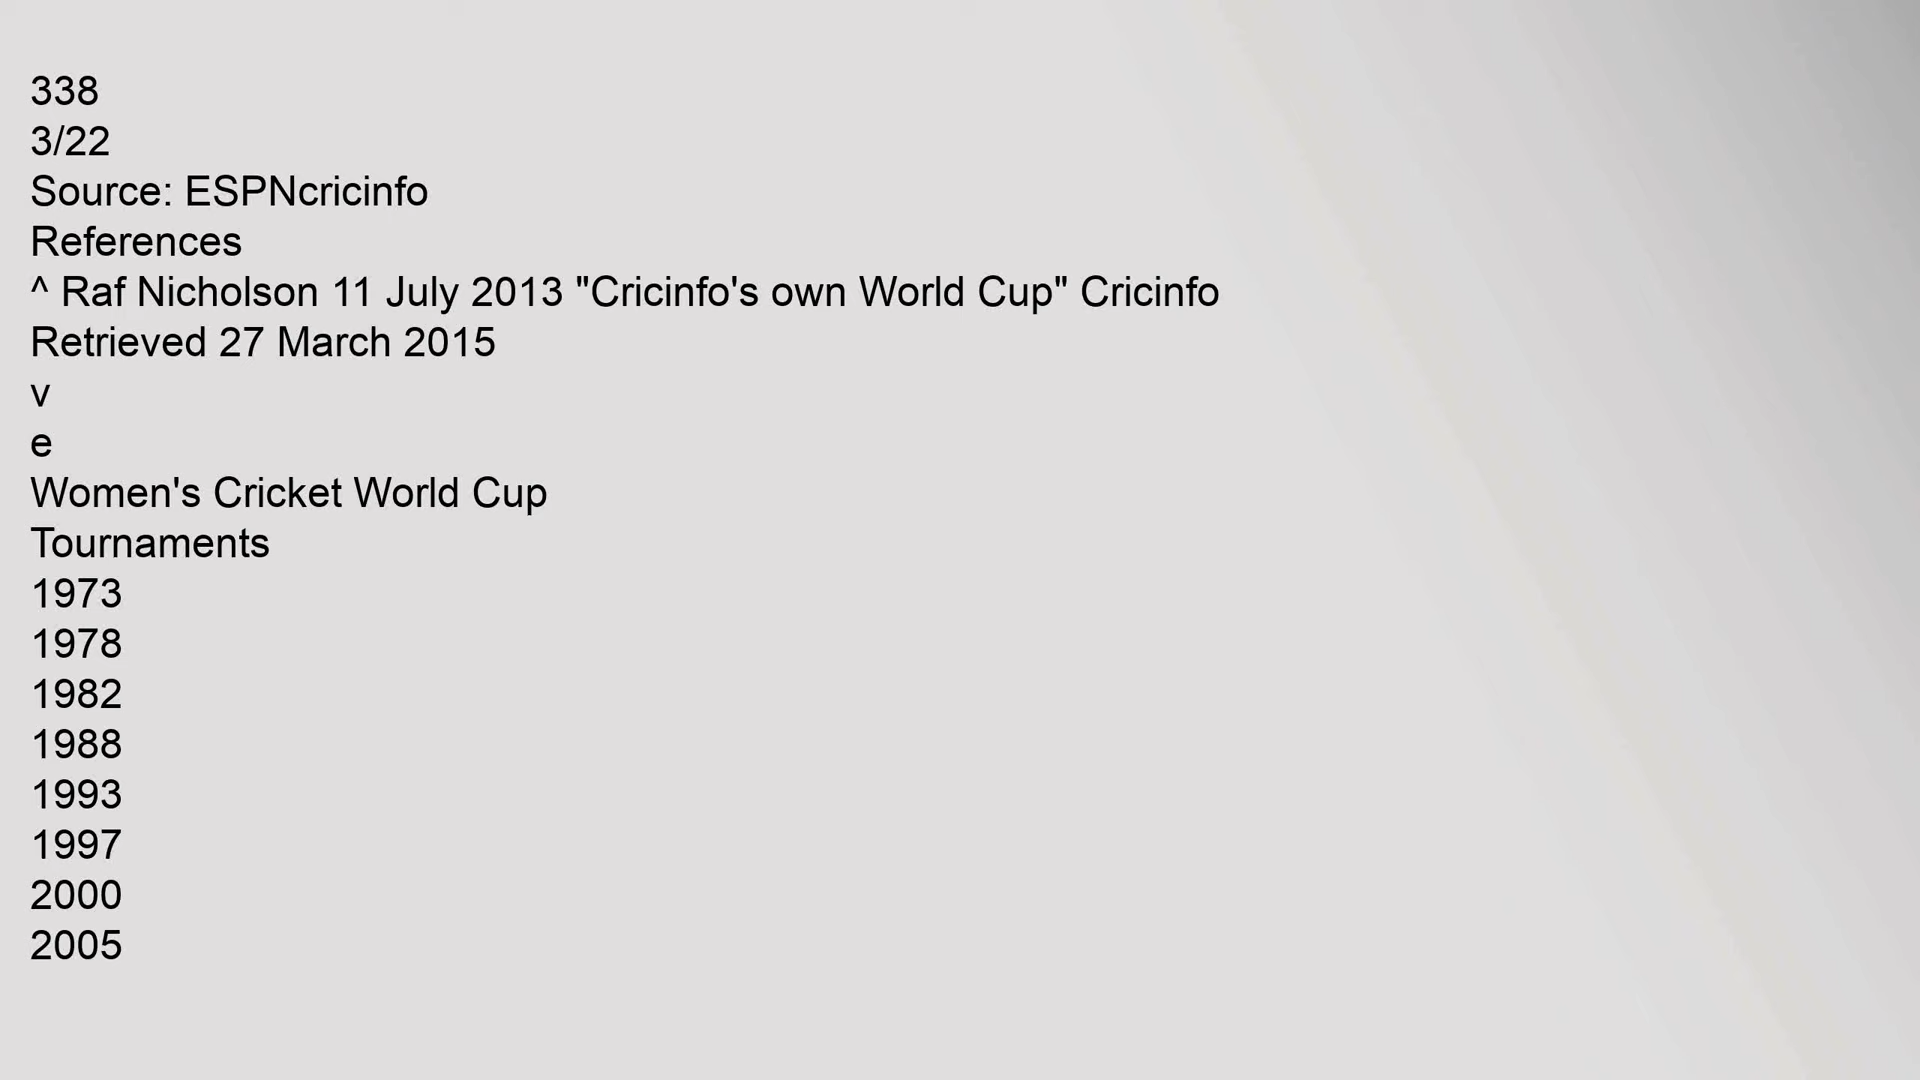 338
3/22
Source: ESPNcricinfo
References
^ Raf Nicholson 11 July 2013 "Cricinfo's own World Cup" Cricinfo
Retrieved 27 March 2015
v
e
Women's Cricket World Cup
Tournaments
1973
1978
1982
1988
1993
1997
2000
2005